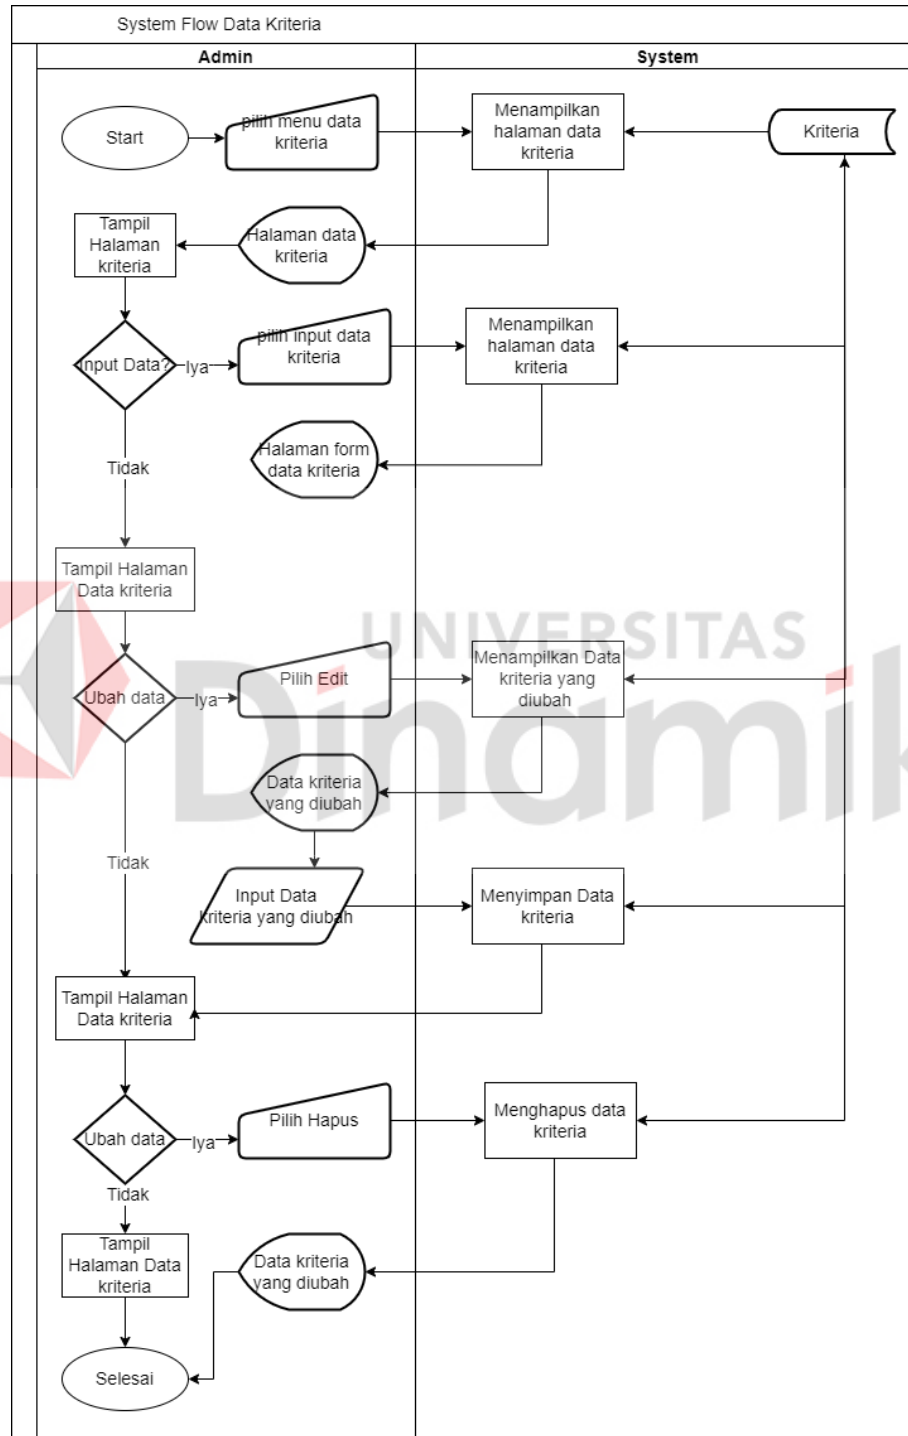 System Flow Data Kriteria
Admin
System
Start
pilih menu data
kriteria
Menampilkan
halaman data
kriteria
Kriteria
Tampil
Halaman
kriteria
Halaman data
kriteria
Input Data?
Iya
pilih input data
kriteria
Menampilkan
halaman data
kriteria
Halaman form
data kriteria
Tidak
Tampil Halaman
Data kriteria
UNIVERSITAS
Dinamik
Ubah data
Iya
Pilih Edit
Menampilkan Data
kriteria yang
diubah
Data kriteria
yang diubah
Tidak
Input Data
kriteria yang diubah
Menyimpan Data
kriteria
Tampil Halaman
Data kriteria
Ubah data
Iya
Pilih Hapus
Menghapus data
kriteria
Tidak
Tampil
Halaman Data
kriteria
Data kriteria
yang diubah
Selesai